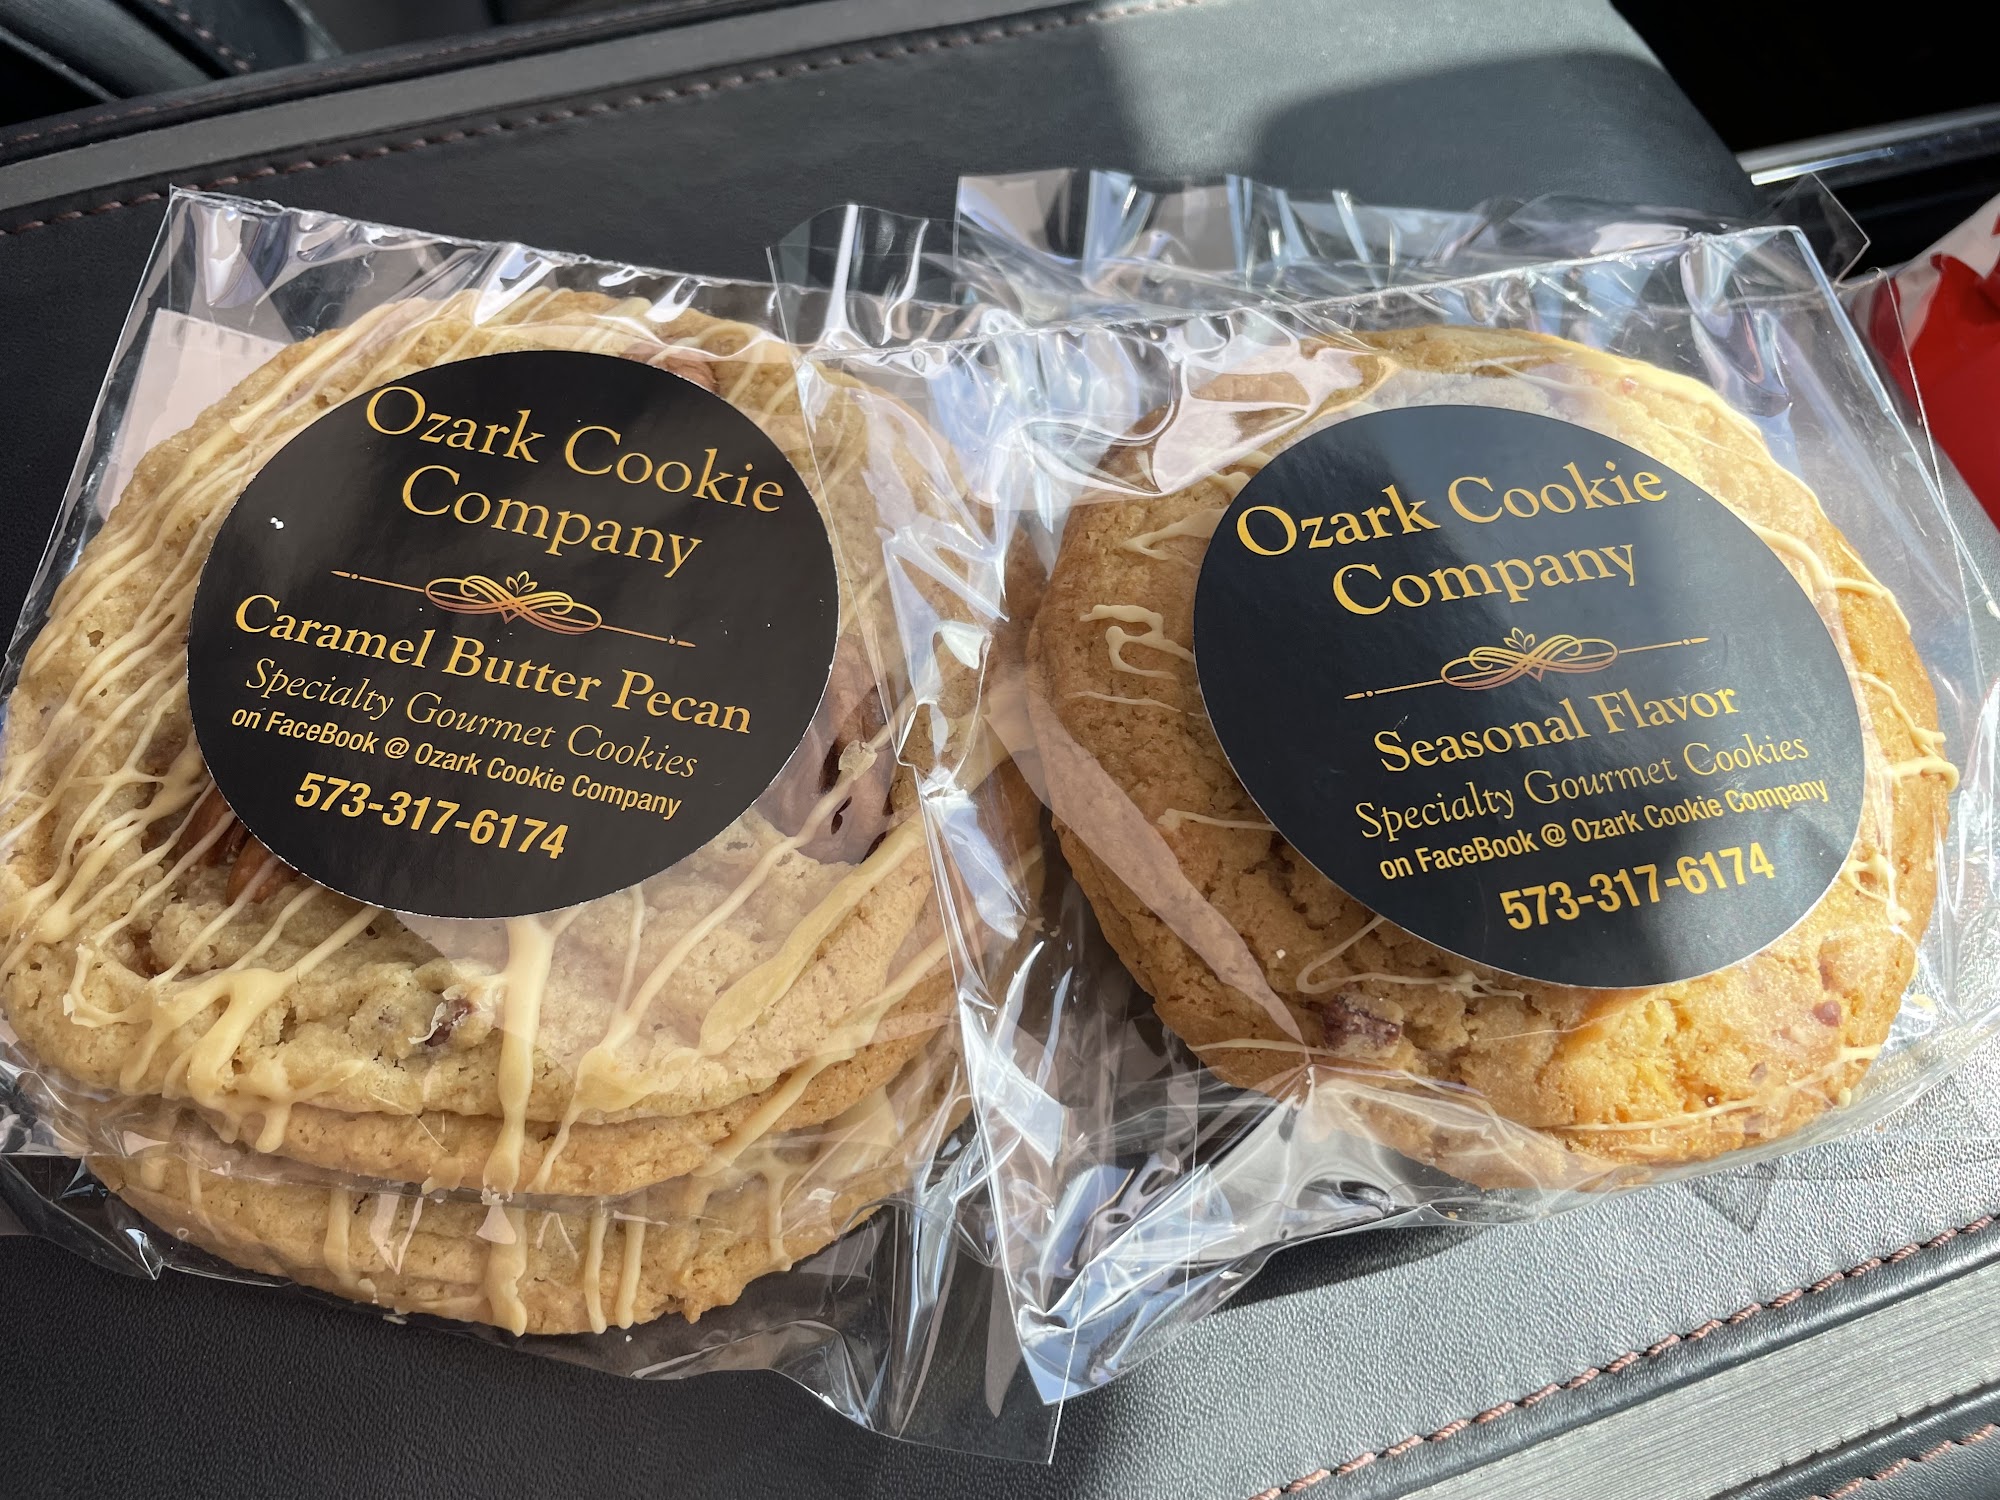 Ozark Cookie
Company
Caramel Butter Pecan
Specialty Gourmet Cookies
on FaceBook @ Ozark Cookie Company
573-317-6174
Ozark Cookie
Company
Seasonal Flavor
Specialty Gourmet Cookies
on FaceBook @ Ozark Cookie Company
573-317-6174